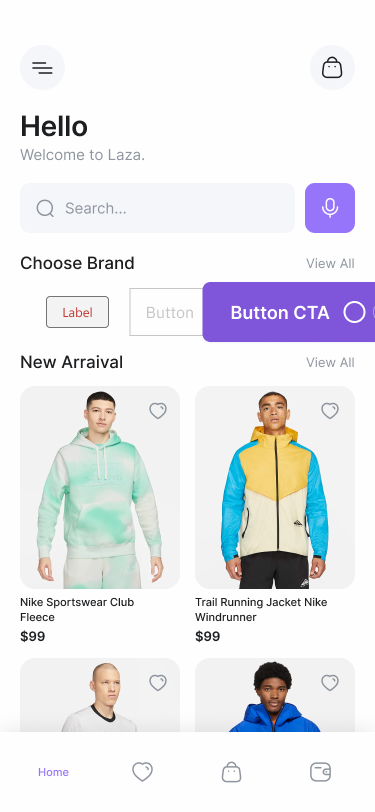 Hello
Welcome to Laza.
Search...
Choose Brand
View All
Label
Button
Button CTA
New Arraival
View All
Nike Sportswear Club
Fleece
$99
Trail Running Jacket Nike
Windrunner
$99
Home